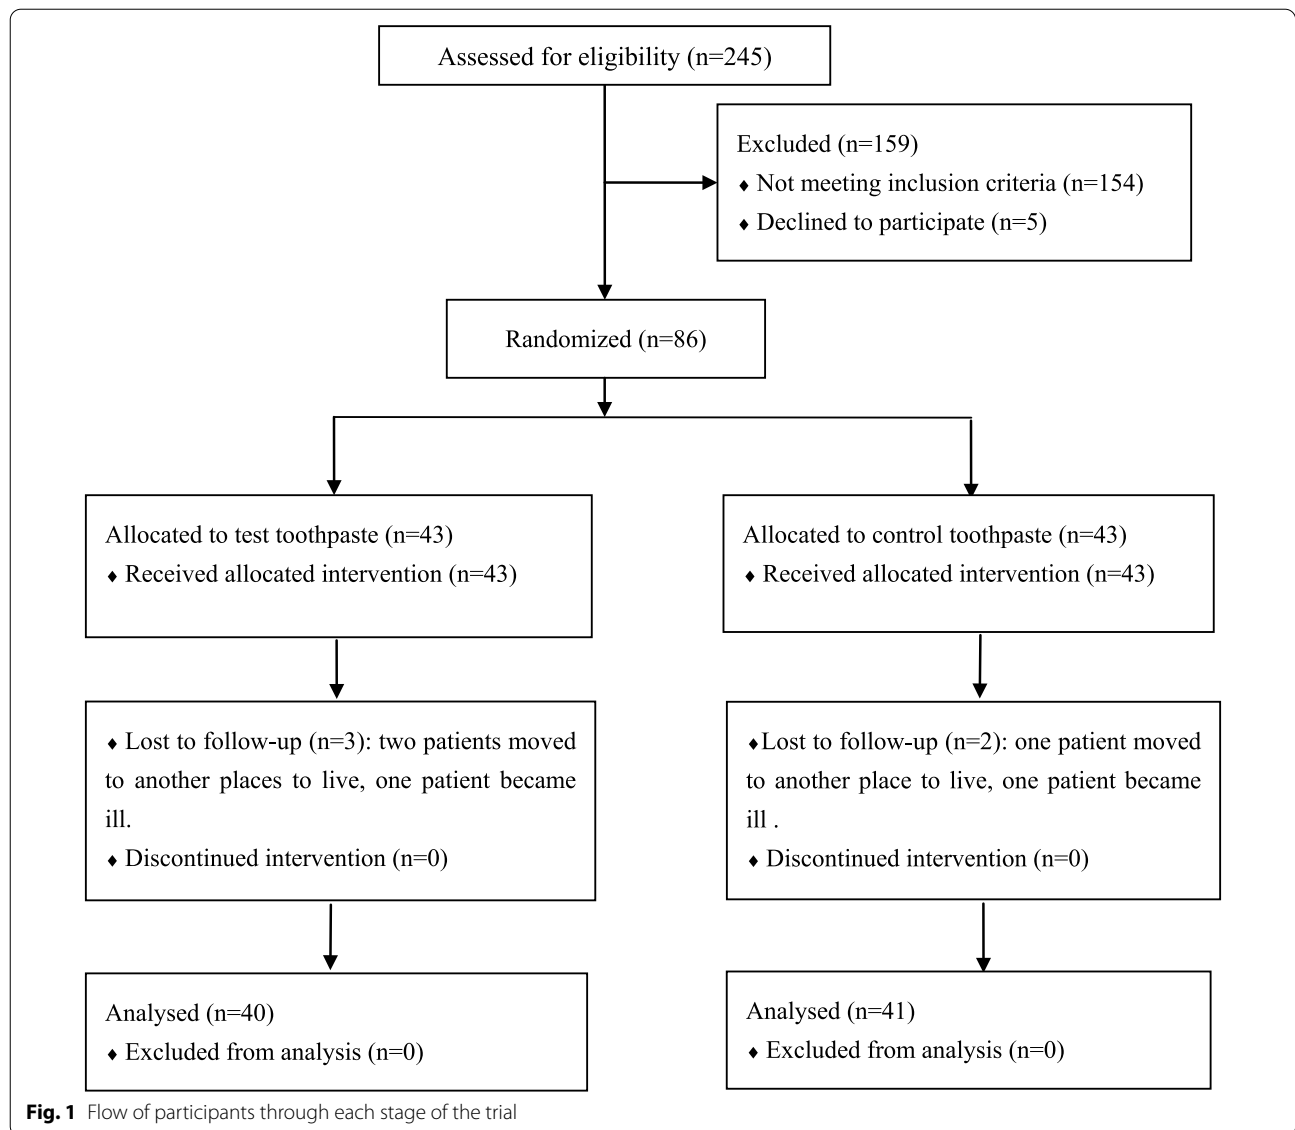 Assessed for eligibility (n=245)
Excluded (n=159)
♦ Not meeting inclusion criteria (n=154)
♦ Declined to participate (n=5)
Randomized (n=86)
Allocated to test toothpaste (n=43)
♦ Received allocated intervention (n=43)
Allocated to control toothpaste (n=43)
♦ Received allocated intervention (n=43)
♦ Lost to follow-up (n=3): two patients moved
to another places to live, one patient became
ill.
♦ Discontinued intervention (n=0)
♦Lost to follow-up (n=2): one patient moved
to another place to live, one patient became
ill .
♦ Discontinued intervention (n=0)
Analysed (n=40)
♦ Excluded from analysis (n=0)
Analysed (n=41)
♦ Excluded from analysis (n=0)
Fig. 1 Flow of participants through each stage of the trial